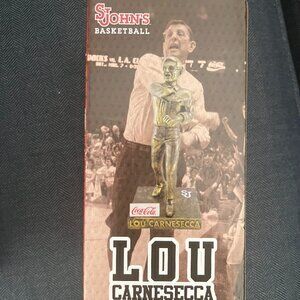 ST JOHN'S
BASKETBALL
Coca-Cola
SJ
LOU CARNESECCA
LOU
CARNESECCA